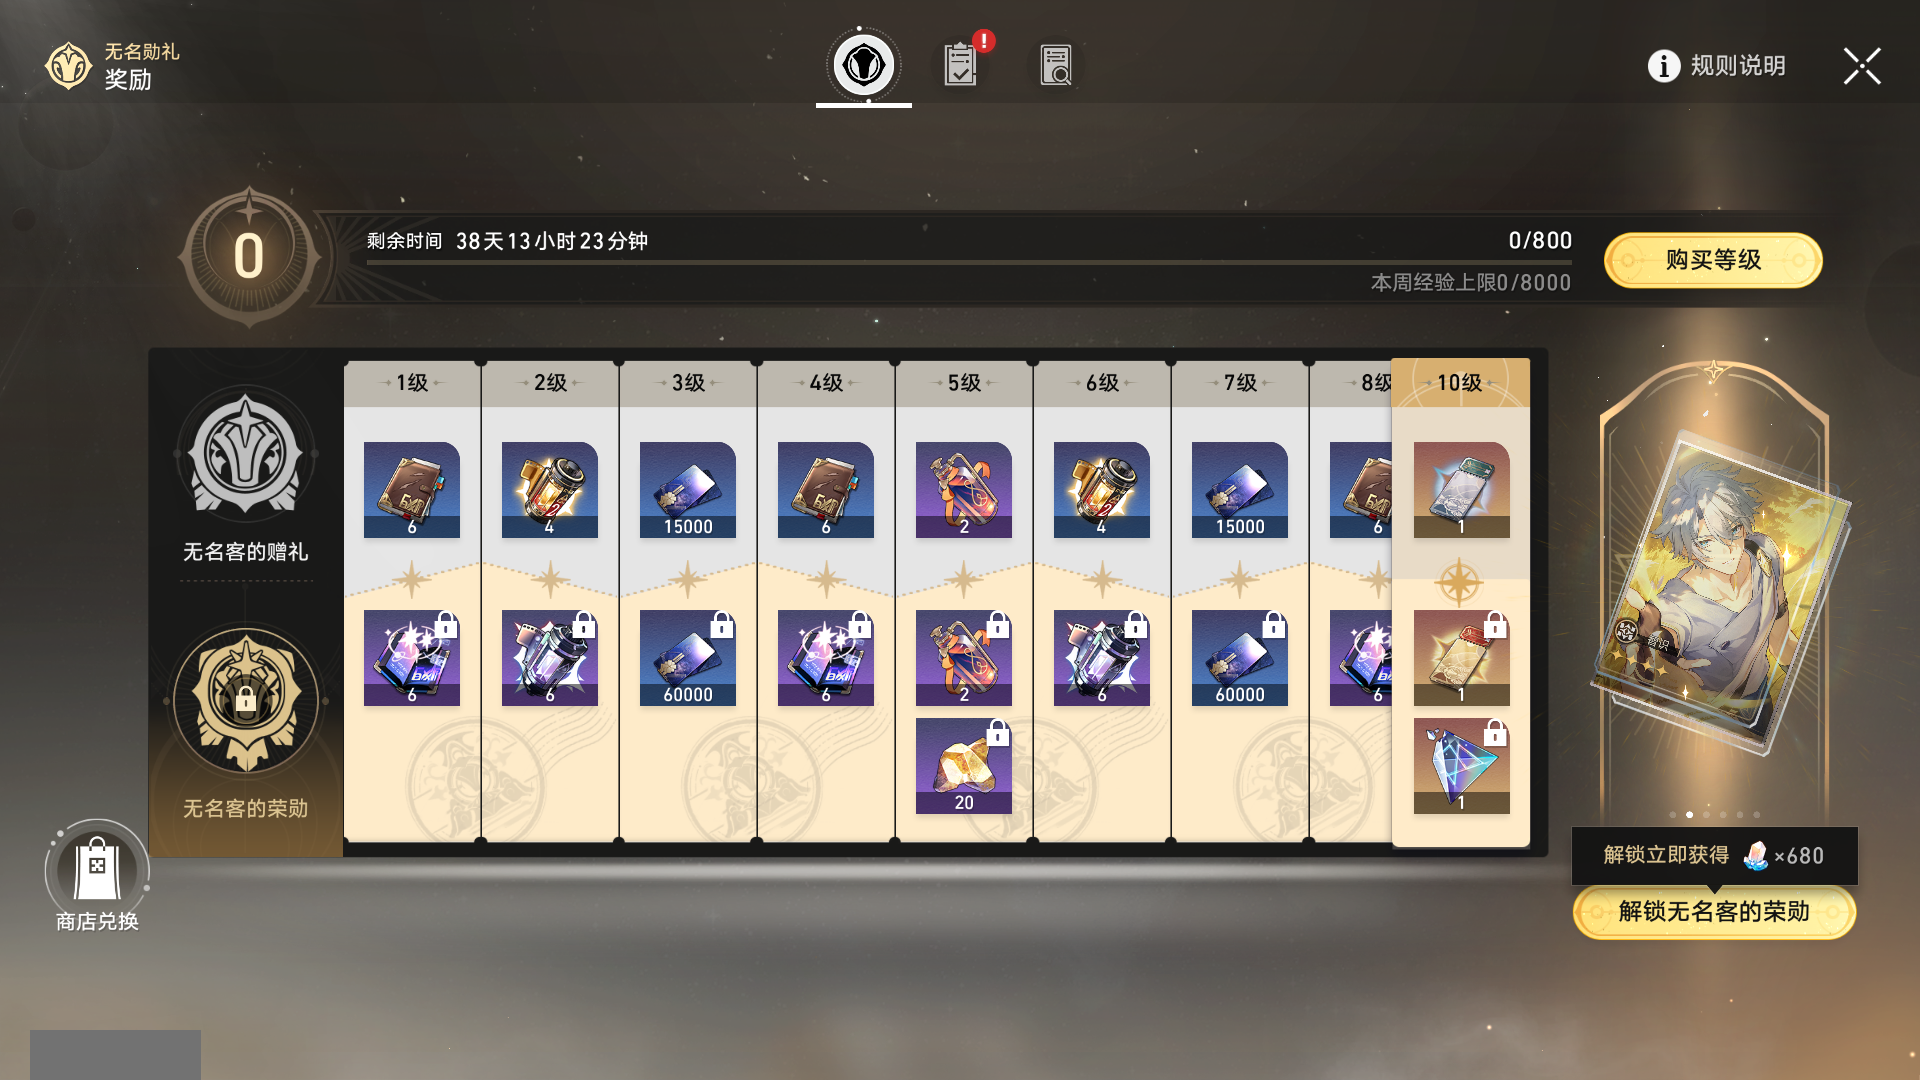 无名勋礼
奖励
规则说明
0
剩余时间 38天13小时23分钟
0/800
本周经验上限0/8000
购买等级
1级
2级
3级
4级
5级
6级
7级
8级
10级
6
4
15000
6
2
4
15000
6
1
无名客的赠礼
6
6
60000
6
2
6
60000
6
1
20
1
无名客的荣勋
智识
商店兑换
解锁立即获得 ×680
解锁无名客的荣勋